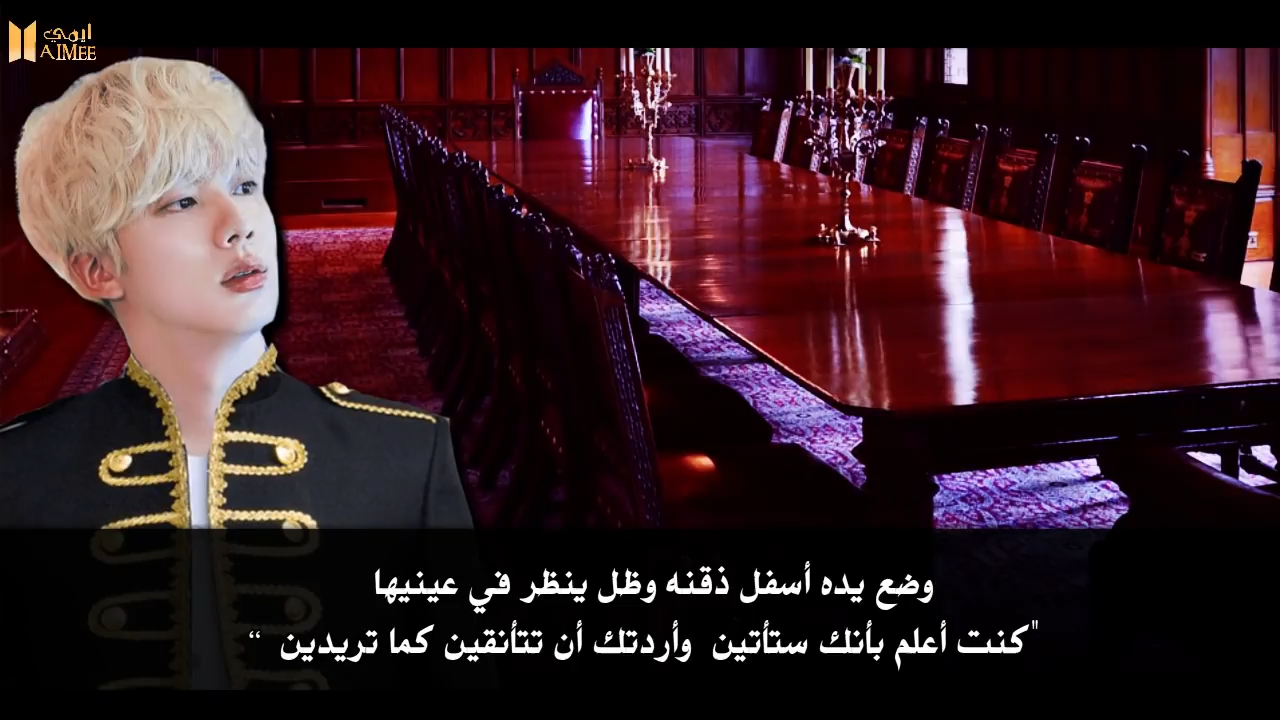 ايمي
AIMEE
وضع يده أسفل ذقنه وظل ينظر في عينيها
"كنت أعلم بأنك ستأتين وأردتك أن تتأنقين كما تريدين “